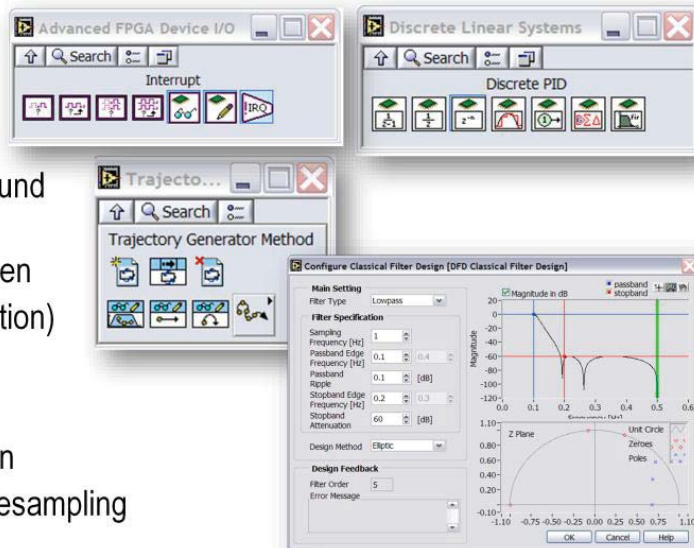 Advanced FPGA Device I/O
Search
Interrupt
IRQ
Discrete Linear Systems
Search
Discrete PID
und
en
tion)
n
esampling
Trajecto...
Search
Trajectory Generator Method
Configure Classical Filter Design [DFD Classical Filter Design]
Main Setting
Filter Type Lowpass
Filter Specification
Sampling
Frequency [Hz] 1
Passband Edge
Frequency [Hz] 0.1 0.4
Passband
Ripple 0.1 [dB]
Stopband Edge
Frequency [Hz] 0.2 0.3
Stopband
Attenuation 60 [dB]
Design Method Elliptic
Design Feedback
Filter Order 5
Error Message
Magnitude in dB
passband
stopband
Magnitude
20
0
-20
-40
-60
-80
-100
-120
0.0 0.1 0.2 0.3 0.4 0.5 0.6
Frequency [Hz]
Z Plane
Unit Circle
Zeroes
Poles
1.10
0.80
0.60
0.40
0.20
-0.10
-1.10 -0.75 -0.50 -0.25 0.00 0.25 0.50 0.75 1.10
OK Cancel Help